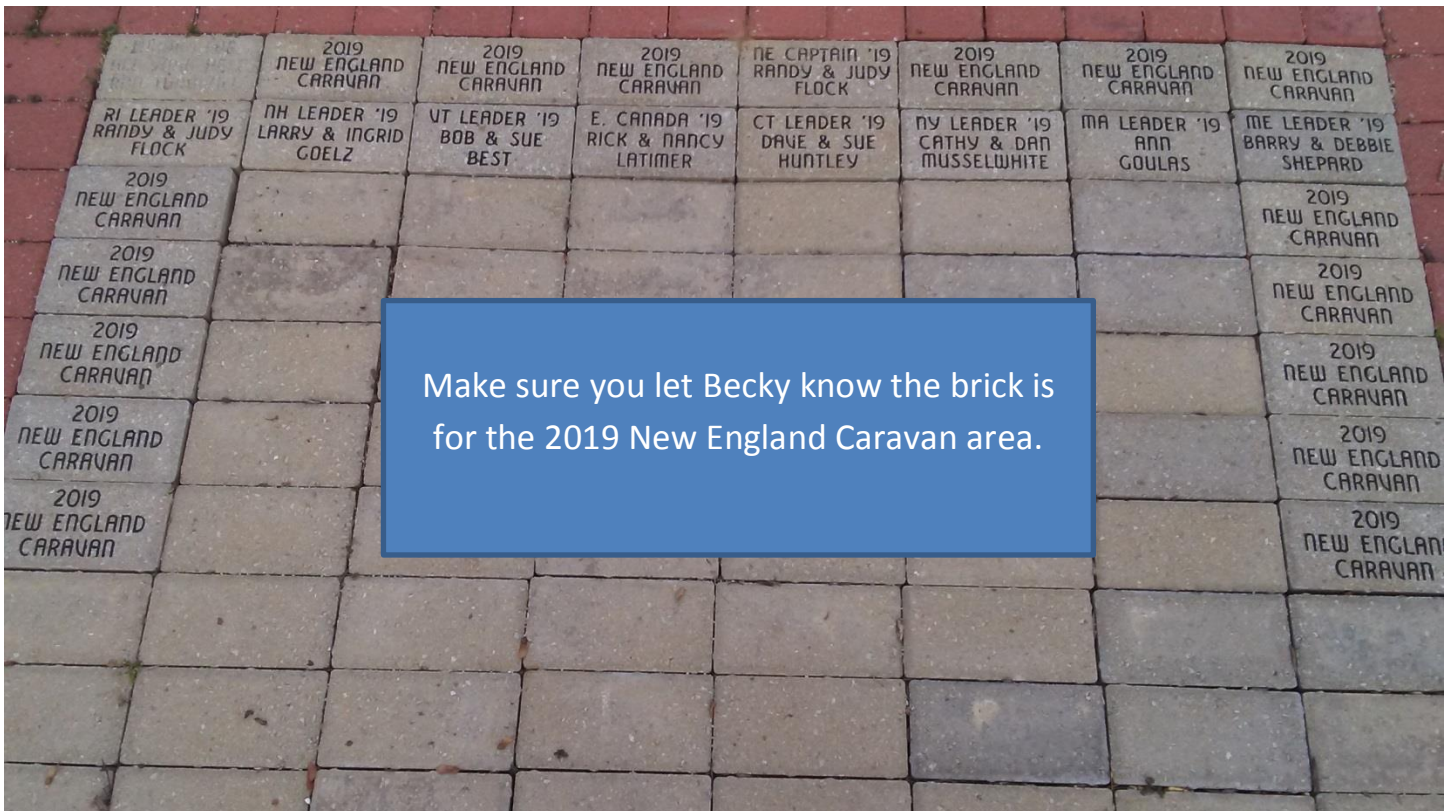 2019
NEW ENGLAND
CARAVAN
2019
NEW ENGLAND
CARAVAN
2019
NEW ENGLAND
CARAVAN
NE CAPTAIN '19
RANDY & JUDY
FLOCK
2019
NEW ENGLAND
CARAVAN
2019
NEW ENGLAND
CARAVAN
2019
NEW ENGLAND
CARAVAN
RI LEADER '19
RANDY & JUDY
FLOCK
NH LEADER '19
LARRY & INGRID
GOELZ
VT LEADER '19
BOB & SUE
BEST
E. CANADA '19
RICK & NANCY
LATIMER
CT LEADER '19
DAVE & SUE
HUNTLEY
NY LEADER '19
CATHY & DAN
MUSSELWHITE
MA LEADER '19
ANN
GOULAS
ME LEADER '19
BARRY & DEBBIE
SHEPARD
2019
NEW ENGLAND
CARAVAN
2019
NEW ENGLAND
CARAVAN
2019
NEW ENGLAND
CARAVAN
2019
NEW ENGLAND
CARAVAN
2019
NEW ENGLAND
CARAVAN
2019
NEW ENGLAND
CARAVAN
2019
NEW ENGLAND
CARAVAN
2019
NEW ENGLAND
CARAVAN
2019
NEW ENGLAND
CARAVAN
2019
NEW ENGLAND
CARAVAN
Make sure you let Becky know the brick is
for the 2019 New England Caravan area.